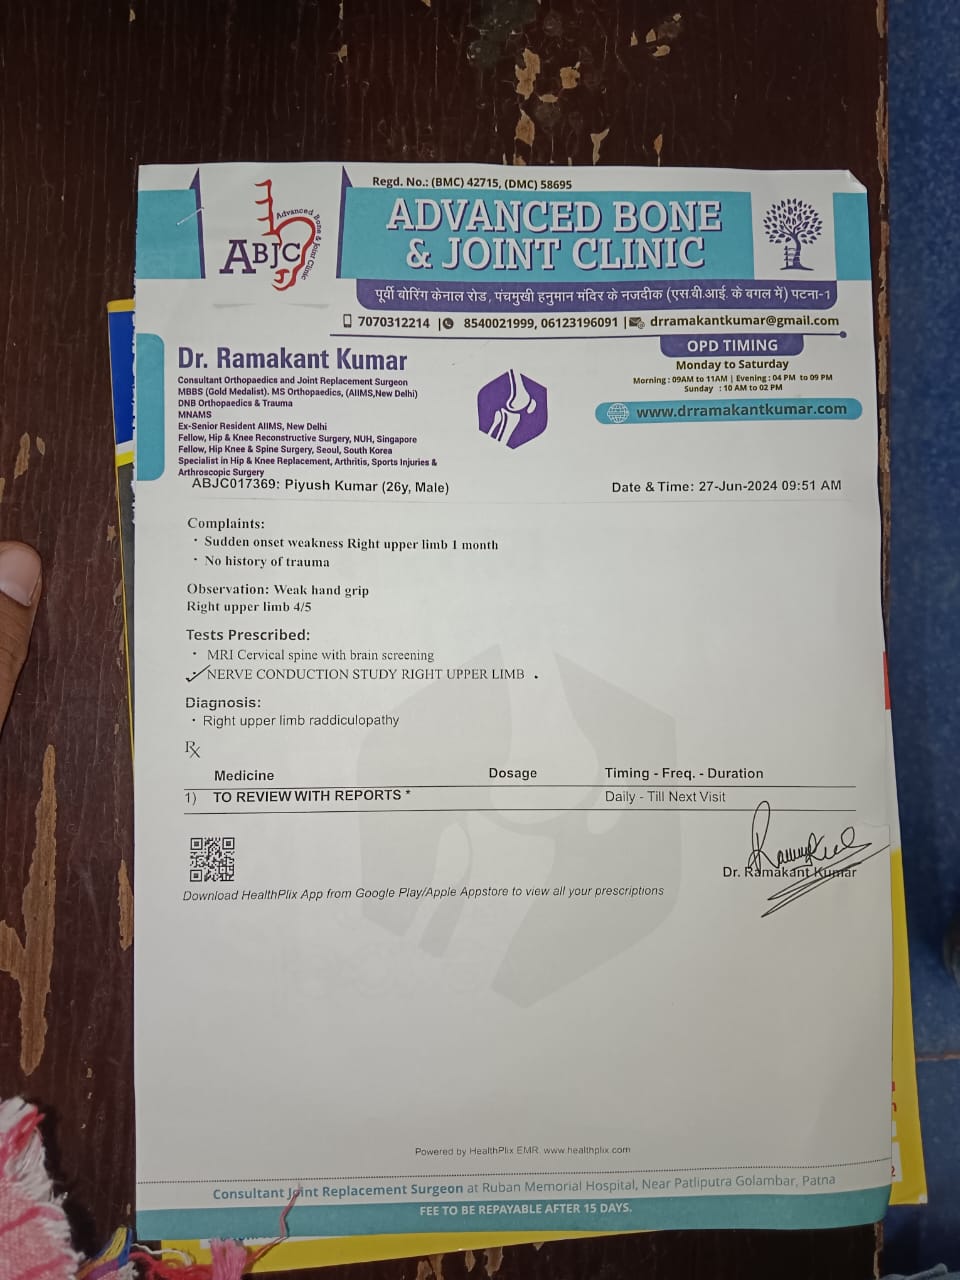 Regd. No.: (BMC) 42715, (DMC) 58695
Advanced Bone & Joint Clinic
ABJC
ADVANCED BONE
& JOINT CLINIC
पूर्वी बोरिंग केनाल रोड, पंचमुखी हनुमान मंदिर के नजदीक (एस.बी.आई. के बगल में) पटना-1
7070312214 | 8540021999, 06123196091 | drramakantkumar@gmail.com
Dr. Ramakant Kumar
Consultant Orthopaedics and Joint Replacement Surgeon
MBBS (Gold Medalist). MS Orthopaedics, (AIIMS,New Delhi)
DNB Orthopaedics & Trauma
MNAMS
Ex-Senior Resident AIIMS, New Delhi
Fellow, Hip & Knee Reconstructive Surgery, NUH, Singapore
Fellow, Hip Knee & Spine Surgery, Seoul, South Korea
Specialist in Hip & Knee Replacement, Arthritis, Sports Injuries &
Arthroscopic Surgery
OPD TIMING
Monday to Saturday
Morning : 09AM to 11AM | Evening : 04 PM to 09 PM
Sunday : 10 AM to 02 PM
www.drramakantkumar.com
ABJC017369: Piyush Kumar (26y, Male)
Date & Time: 27-Jun-2024 09:51 AM
Complaints:
· Sudden onset weakness Right upper limb 1 month
· No history of trauma
Observation: Weak hand grip
Right upper limb 4/5
Tests Prescribed:
· MRI Cervical spine with brain screening
· NERVE CONDUCTION STUDY RIGHT UPPER LIMB .
Diagnosis:
· Right upper limb raddiculopathy
Rx
Medicine Dosage Timing - Freq. - Duration
1) TO REVIEW WITH REPORTS * Daily - Till Next Visit
Dr. Ramakant Kumar
Download HealthPlix App from Google Play/Apple Appstore to view all your prescriptions
Powered by HealthPlix EMR. www.healthplix.com
Consultant Joint Replacement Surgeon at Ruban Memorial Hospital, Near Patliputra Golambar, Patna
FEE TO BE REPAYABLE AFTER 15 DAYS.